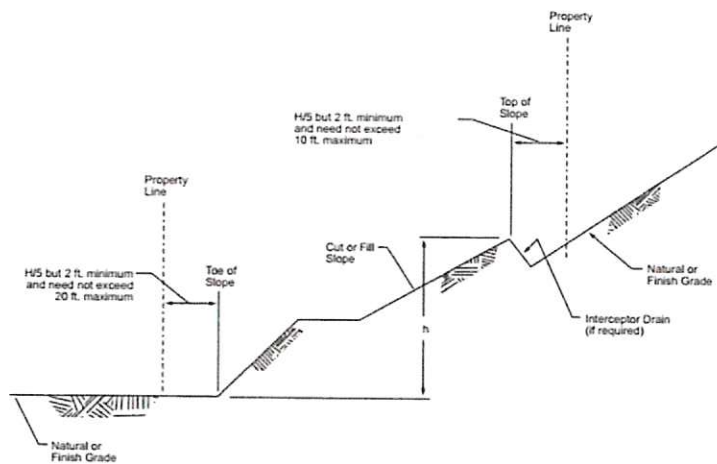 Property
Line
H/5 but 2 ft. minimum
and need not exceed
10 ft. maximum
Top of
Slope
Property
Line
H/5 but 2 ft. minimum
and need not exceed
20 ft. maximum
Toe of
Slope
Cut or Fill
Slope
h
Natural or
Finish Grade
Interceptor Drain
(if required)
Natural or
Finish Grade